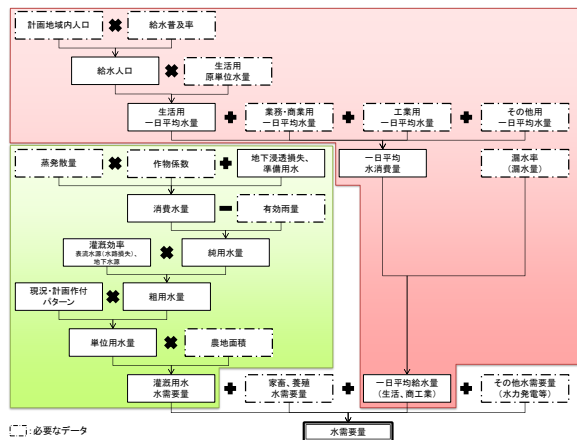 計画地域内人口
給水普及率
給水人口
生活用
原単位水量
生活用
一日平均水量
業務・商業用
一日平均水量
工業用
一日平均水量
その他用
一日平均水量
蒸発散量
作物係数
地下浸透損失、
準備用水
一日平均
水消費量
漏水率
(漏水量)
消費水量
有効雨量
灌漑効率
表流水源(水路損失)、
地下水源
純用水量
現況・計画作付
パターン
粗用水量
単位用水量
農地面積
灌漑用水
水需要量
家畜、養殖
水需要量
一日平均給水量
(生活、商工業)
その他水需要量
(水力発電等)
:必要なデータ
水需要量